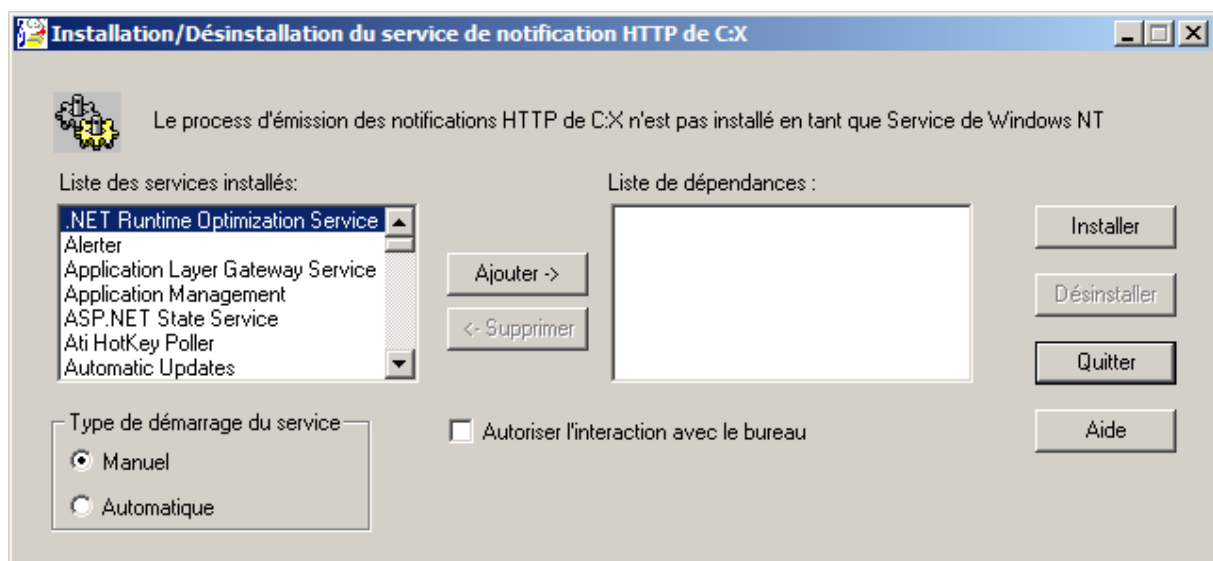 Installation/Désinstallation du service de notification HTTP de C:X
Le process d'émission des notifications HTTP de C:X n'est pas installé en tant que Service de Windows NT
Liste des services installés:
Liste de dépendances :
.NET Runtime Optimization Service
Alerter
Application Layer Gateway Service
Application Management
ASP.NET State Service
Ati HotKey Poller
Automatic Updates
Ajouter ->
<- Supprimer
Installer
Désinstaller
Quitter
Aide
Type de démarrage du service
Manuel
Automatique
Autoriser l'interaction avec le bureau